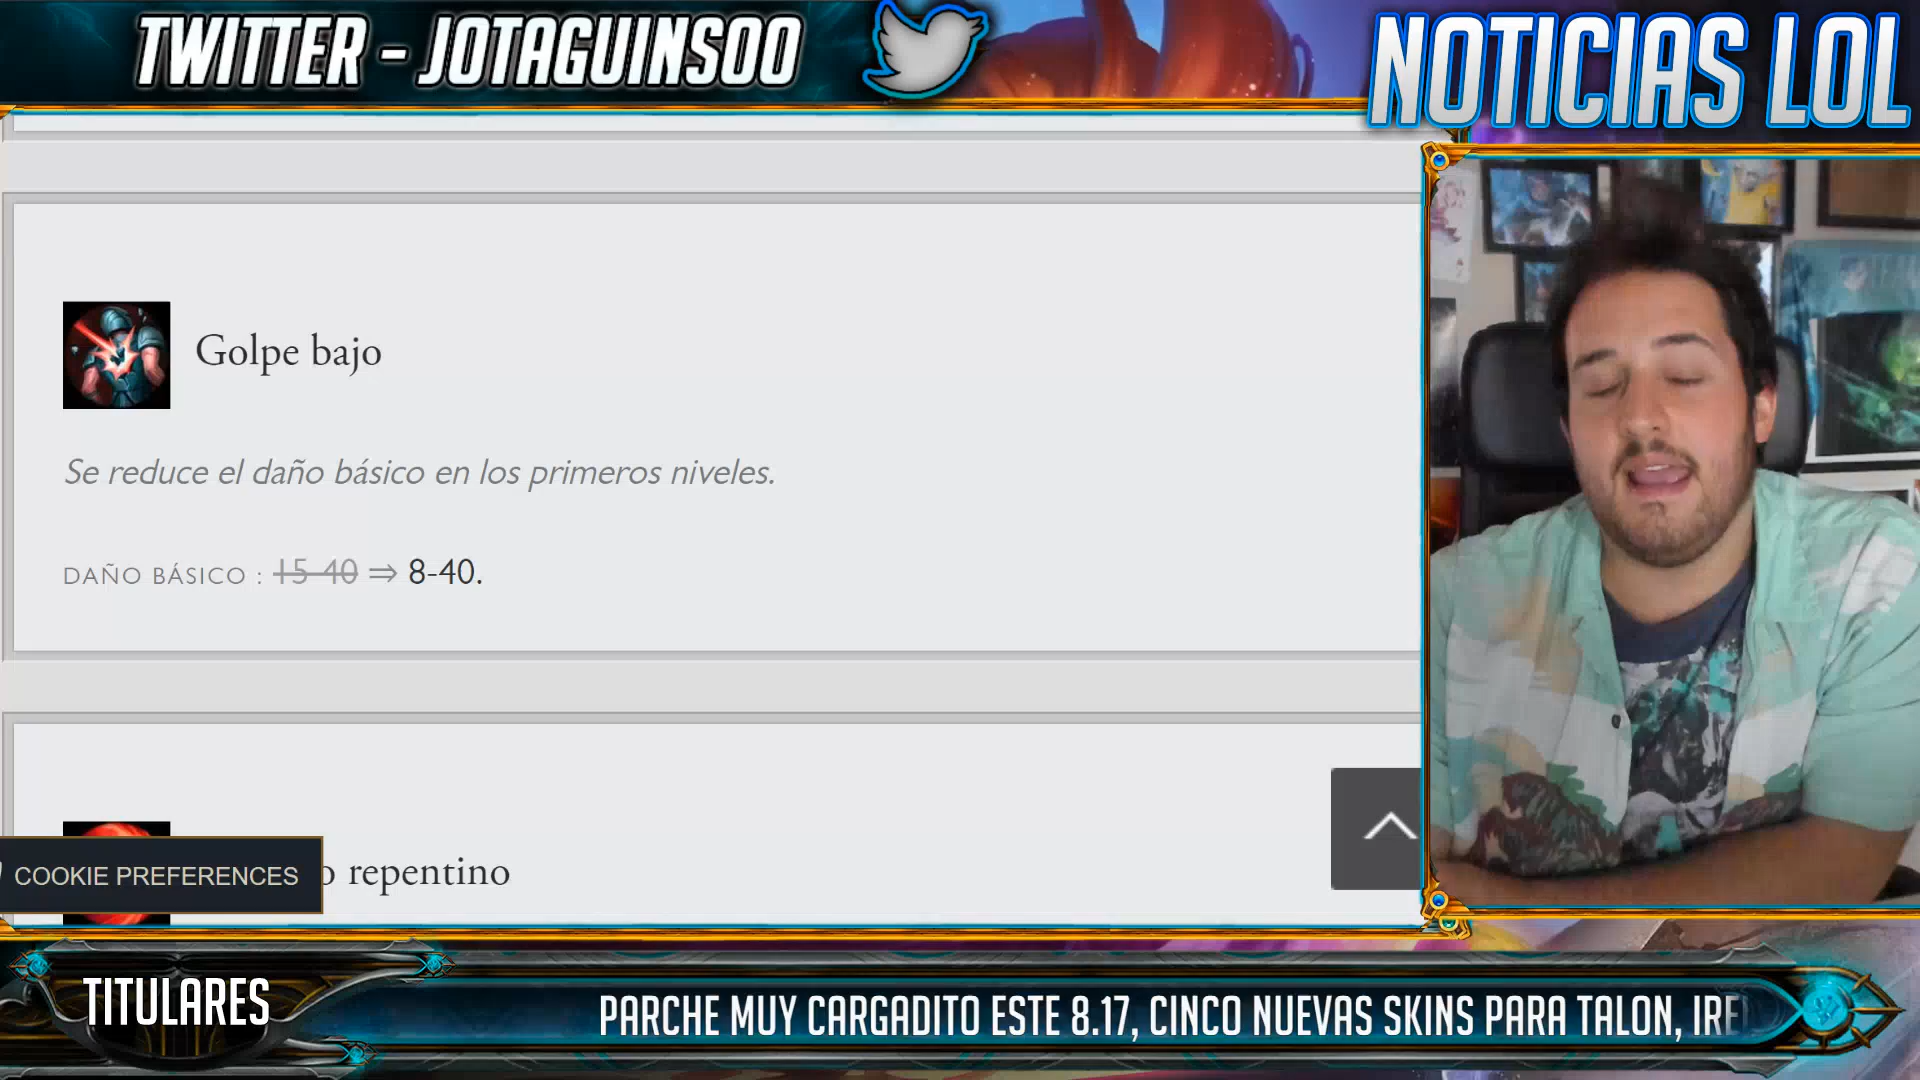 TWITTER - JOTAGUINSOO
NOTICIAS LOL
Golpe bajo
Se reduce el daño básico en los primeros niveles.
DAÑO BÁSICO : 15-40 ⇒ 8-40.
COOKIE PREFERENCES
o repentino
TITULARES
PARCHE MUY CARGADITO ESTE 8.17, CINCO NUEVAS SKINS PARA TALON, IRE